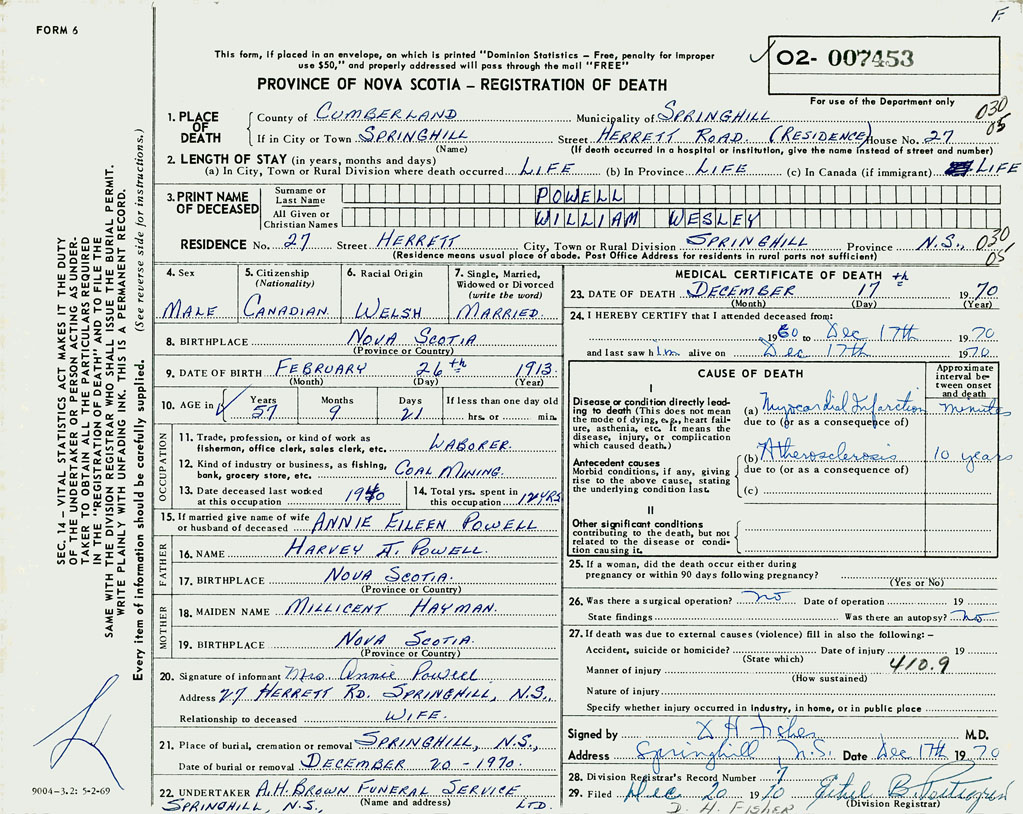 F.
FORM 6
This form, if placed in an envelope, on which is printed "Dominion Statistics – Free, penalty for improper
use $50," and properly addressed will pass through the mail "FREE"
02- 007453
For use of the Department only
PROVINCE OF NOVA SCOTIA – REGISTRATION OF DEATH
SEC. 14 – VITAL STATISTICS ACT MAKES IT THE DUTY
OF THE UNDERTAKER OR PERSON ACTING AS UNDER-
TAKER TO OBTAIN ALL THE PARTICULARS REQUIRED
IN THE "REGISTRATION OF DEATH" AND TO FILE THE
SAME WITH THE DIVISION REGISTRAR WHO SHALL ISSUE THE BURIAL PERMIT.
WRITE PLAINLY WITH UNFADING INK. THIS IS A PERMANENT RECORD.
Every item of information should be carefully supplied. (See reverse side for instructions.)
1. PLACE OF DEATH
County of CUMBERLAND Municipality of SPRINGHILL 030
If in City or Town SPRINGHILL Street HERRETT ROAD. (RESIDENCE) House No. 27 05
(Name) (If death occurred in a hospital or institution, give the name instead of street and number)
2. LENGTH OF STAY (in years, months and days)
(a) In City, Town or Rural Division where death occurred LIFE (b) In Province LIFE (c) In Canada (if immigrant) LIFE
3. PRINT NAME OF DECEASED
Surname or Last Name POWELL
All Given or Christian Names WILLIAM WESLEY
RESIDENCE No. 27 Street HERRETT City, Town or Rural Division SPRINGHILL Province N.S., 030
(Residence means usual place of abode. Post Office Address for residents in rural parts not sufficient) 05
4. Sex
MALE
5. Citizenship (Nationality)
CANADIAN.
6. Racial Origin
WELSH
7. Single, Married, Widowed or Divorced (write the word)
MARRIED.
8. BIRTHPLACE NOVA SCOTIA
(Province or Country)
9. DATE OF BIRTH FEBRUARY 26th 1913.
(Month) (Day) (Year)
10. AGE in Years Months Days If less than one day old
57 9 21 hrs. or min.
OCCUPATION
11. Trade, profession, or kind of work as
fisherman, office clerk, sales clerk, etc. LABORER.
12. Kind of industry or business, as fishing,
bank, grocery store, etc. COAL MINING.
13. Date deceased last worked
at this occupation
14. Total yrs. spent in
this occupation 12 YRS
15. If married give name of wife
or husband of deceased ANNIE EILEEN POWELL
FATHER
16. NAME HARVEY A. POWELL.
17. BIRTHPLACE NOVA SCOTIA.
(Province or Country)
MOTHER
18. MAIDEN NAME MILLICENT HAYMAN.
19. BIRTHPLACE NOVA SCOTIA.
(Province or Country)
20. Signature of informant Mrs Annie Powell
Address 27 HERRETT RD. SPRINGHILL, N.S.,
Relationship to deceased WIFE.
21. Place of burial, cremation or removal SPRINGHILL, N.S.,
Date of burial or removal DECEMBER 20 - 1970.
22. UNDERTAKER A.H. BROWN FUNERAL SERVICE
SPRINGHILL, N.S., (Name and address) LTD.
9004-3.2: 5-2-69
MEDICAL CERTIFICATE OF DEATH
23. DATE OF DEATH DECEMBER 17th 1970
(Month) (Day) (Year)
24. I HEREBY CERTIFY that I attended deceased from:
1960 to Dec 17th 1970
and last saw him alive on Dec 17th 1970
CAUSE OF DEATH
Approximate interval between onset and death
I
Disease or condition directly lead-
ing to death (This does not mean
the mode of dying, e.g., heart fail-
ure, asthenia, etc. It means the
disease, injury, or complication
which caused death.)
(a) Myocardial Infarction minutes
due to (or as a consequence of)
Antecedent causes
Morbid conditions, if any, giving
rise to the above cause, stating
the underlying condition last.
(b) Atherosclerosis 10 years
due to (or as a consequence of)
(c)
II
Other significant conditions
contributing to the death, but not
related to the disease or condi-
tion causing it.
25. If a woman, did the death occur either during
pregnancy or within 90 days following pregnancy?
(Yes or No)
26. Was there a surgical operation? no Date of operation 19
State findings Was there an autopsy? no
27. If death was due to external causes (violence) fill in also the following: –
Accident, suicide or homicide? Date of injury 19
(State which)
Manner of injury 410.9
(How sustained)
Nature of injury
Specify whether injury occurred in industry, in home, or in public place
Signed by D H Fisher M.D.
Address Springhill N.S. Date Dec 17th 1970
28. Division Registrar's Record Number 7
29. Filed Dec 20 1970 Ethel B
D. H. FISHER (Division Registrar)